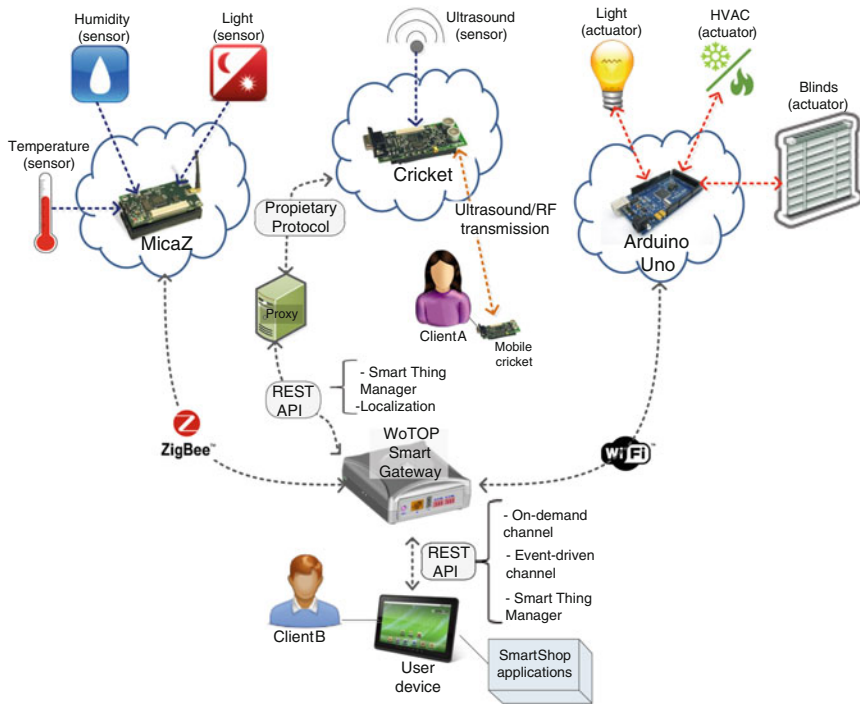 Humidity
(sensor)
Light
(sensor)
Ultrasound
(sensor)
Light
(actuator)
HVAC
(actuator)
Blinds
(actuator)
Temperature
(sensor)
MicaZ
Cricket
Propietary
Protocol
Ultrasound/RF
transmission
Arduino
Uno
Proxy
ClientA
Mobile
cricket
REST
API
- Smart Thing
Manager
-Localization
Z
ZigBee™
WoTOP
Smart
Gateway
WiFi™
REST
API
- On-demand
channel
- Event-driven
channel
- Smart Thing
Manager
ClientB
User
device
SmartShop
applications